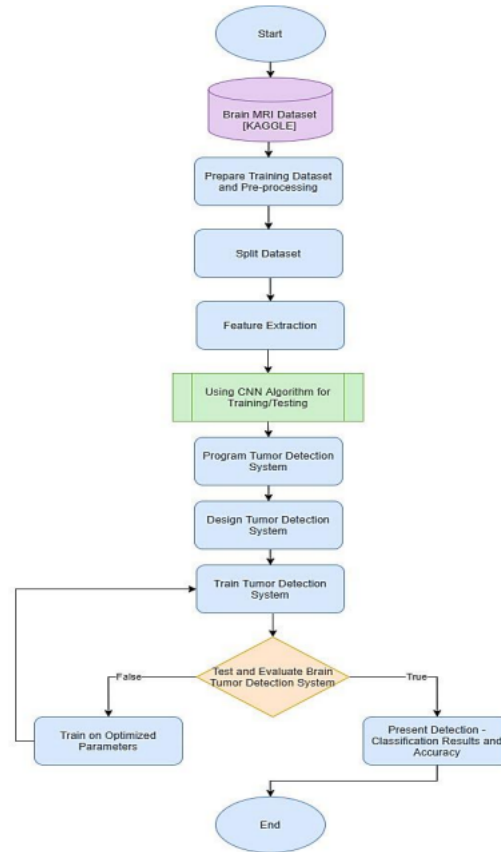 Start
Brain MRI Dataset
[KAGGLE]
Prepare Training Dataset
and Pre-processing
Split Dataset
Feature Extraction
Using CNN Algorithm for
Training/Testing
Program Tumor Detection
System
Design Tumor Detection
System
Train Tumor Detection
System
Test and Evaluate Brain
Tumor Detection System
False
True
Train on Optimized
Parameters
Present Detection -
Classification Results and
Accuracy
End